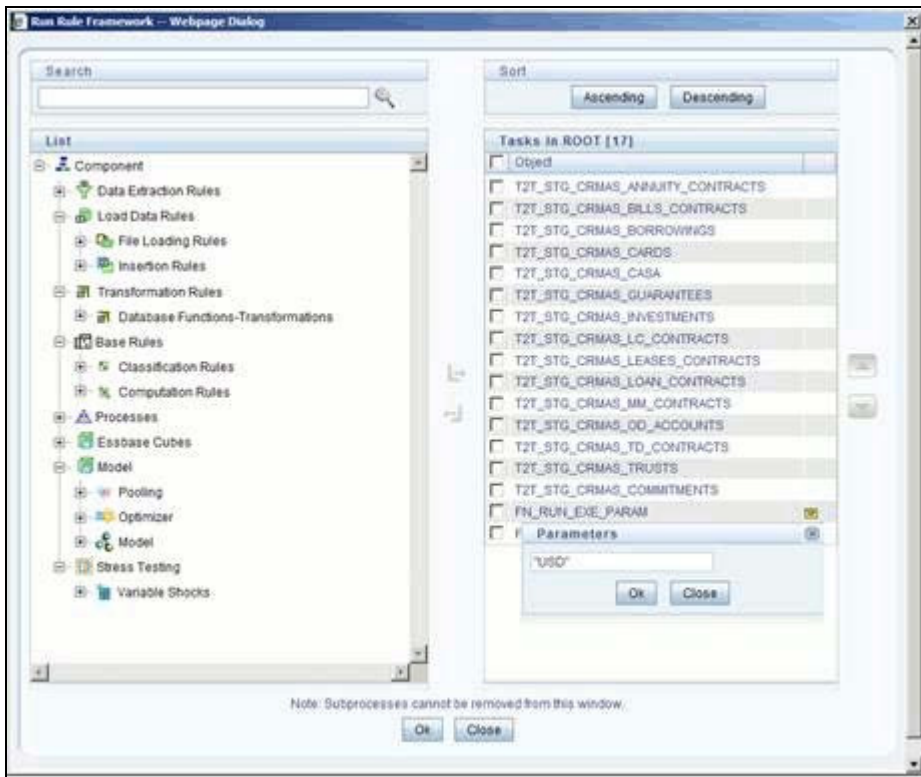 Run Rule Framework -- Webpage Dialog
Search
List
Component
Data Extraction Rules
Load Data Rules
File Loading Rules
Insertion Rules
Transformation Rules
Database Functions-Transformations
Base Rules
Classification Rules
Computation Rules
Processes
Essbase Cubes
Model
Pooling
Optimizer
Model
Stress Testing
Variable Shocks
Sort
Ascending Descending
Tasks In ROOT [17]
Object
T2T_STG_CRMAS_ANNUITY_CONTRACTS
T2T_STG_CRMAS_BILLS_CONTRACTS
T2T_STG_CRMAS_BORROWINGS
T2T_STG_CRMAS_CARDS
T2T_STG_CRMAS_CASA
T2T_STG_CRMAS_GUARANTEES
T2T_STG_CRMAS_INVESTMENTS
T2T_STG_CRMAS_LC_CONTRACTS
T2T_STG_CRMAS_LEASES_CONTRACTS
T2T_STG_CRMAS_LOAN_CONTRACTS
T2T_STG_CRMAS_MM_CONTRACTS
T2T_STG_CRMAS_OD_ACCOUNTS
T2T_STG_CRMAS_TD_CONTRACTS
T2T_STG_CRMAS_TRUSTS
T2T_STG_CRMAS_COMMITMENTS
FN_RUN_EXE_PARAM
F
Parameters
"USD"
Ok Close
Note: Subprocesses cannot be removed from this window.
Ok Close